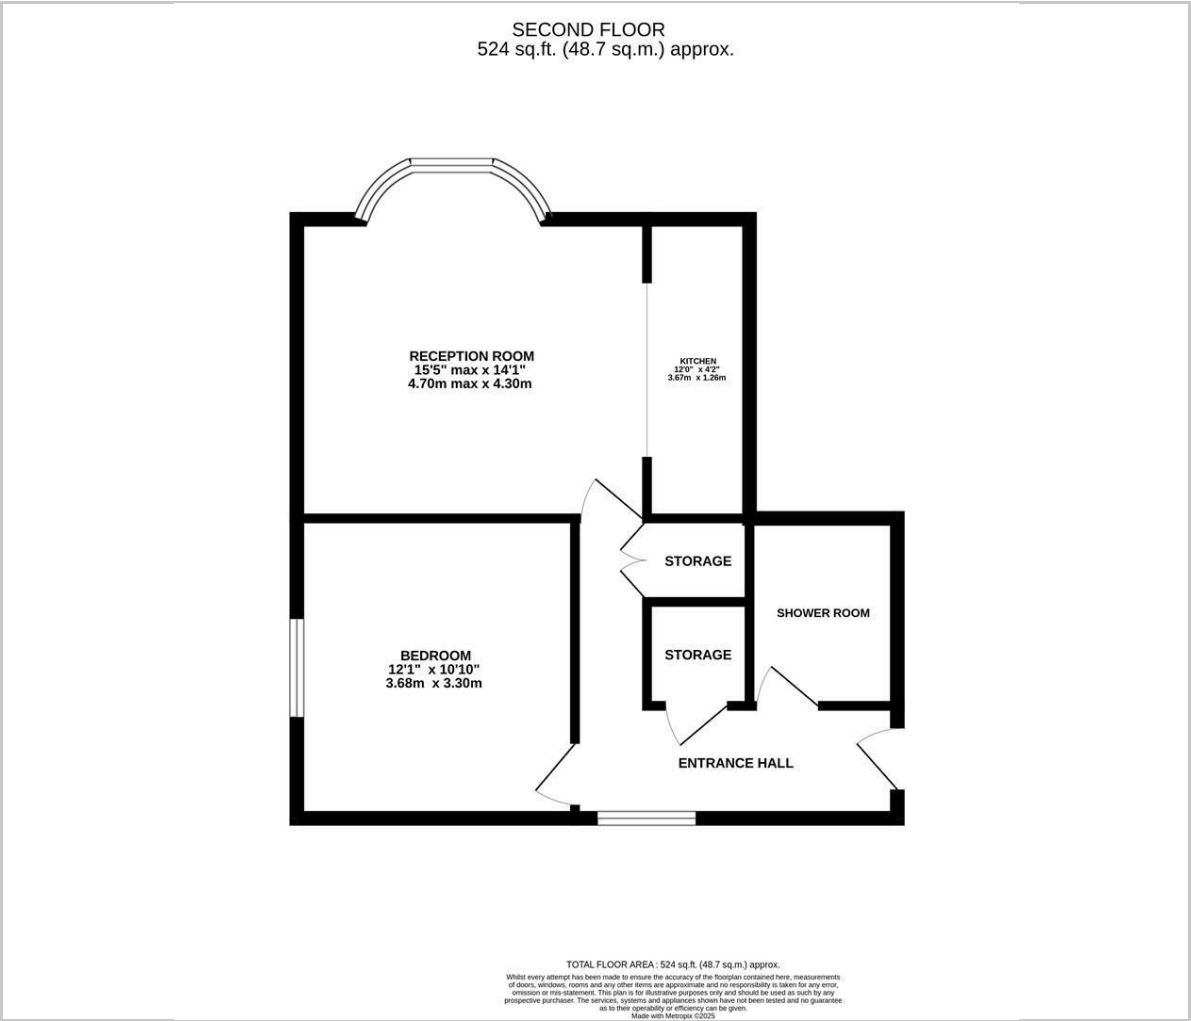 SECOND FLOOR
524 sq.ft. (48.7 sq.m.) approx.
RECEPTION ROOM
15'5" max x 14'1"
4.70m max x 4.30m
KITCHEN
12'0" x 4'2"
3.67m x 1.26m
STORAGE
SHOWER ROOM
STORAGE
BEDROOM
12'1" x 10'10"
3.68m x 3.30m
ENTRANCE HALL
TOTAL FLOOR AREA : 524 sq.ft. (48.7 sq.m.) approx.
Whilst every attempt has been made to ensure the accuracy of the floorplan contained here, measurements
of doors, windows, rooms and any other items are approximate and no responsibility is taken for any error,
omission or mis-statement. This plan is for illustrative purposes only and should be used as such by any
prospective purchaser. The services, systems and appliances shown have not been tested and no guarantee
as to their operability or efficiency can be given.
Made with Metropix ©2025